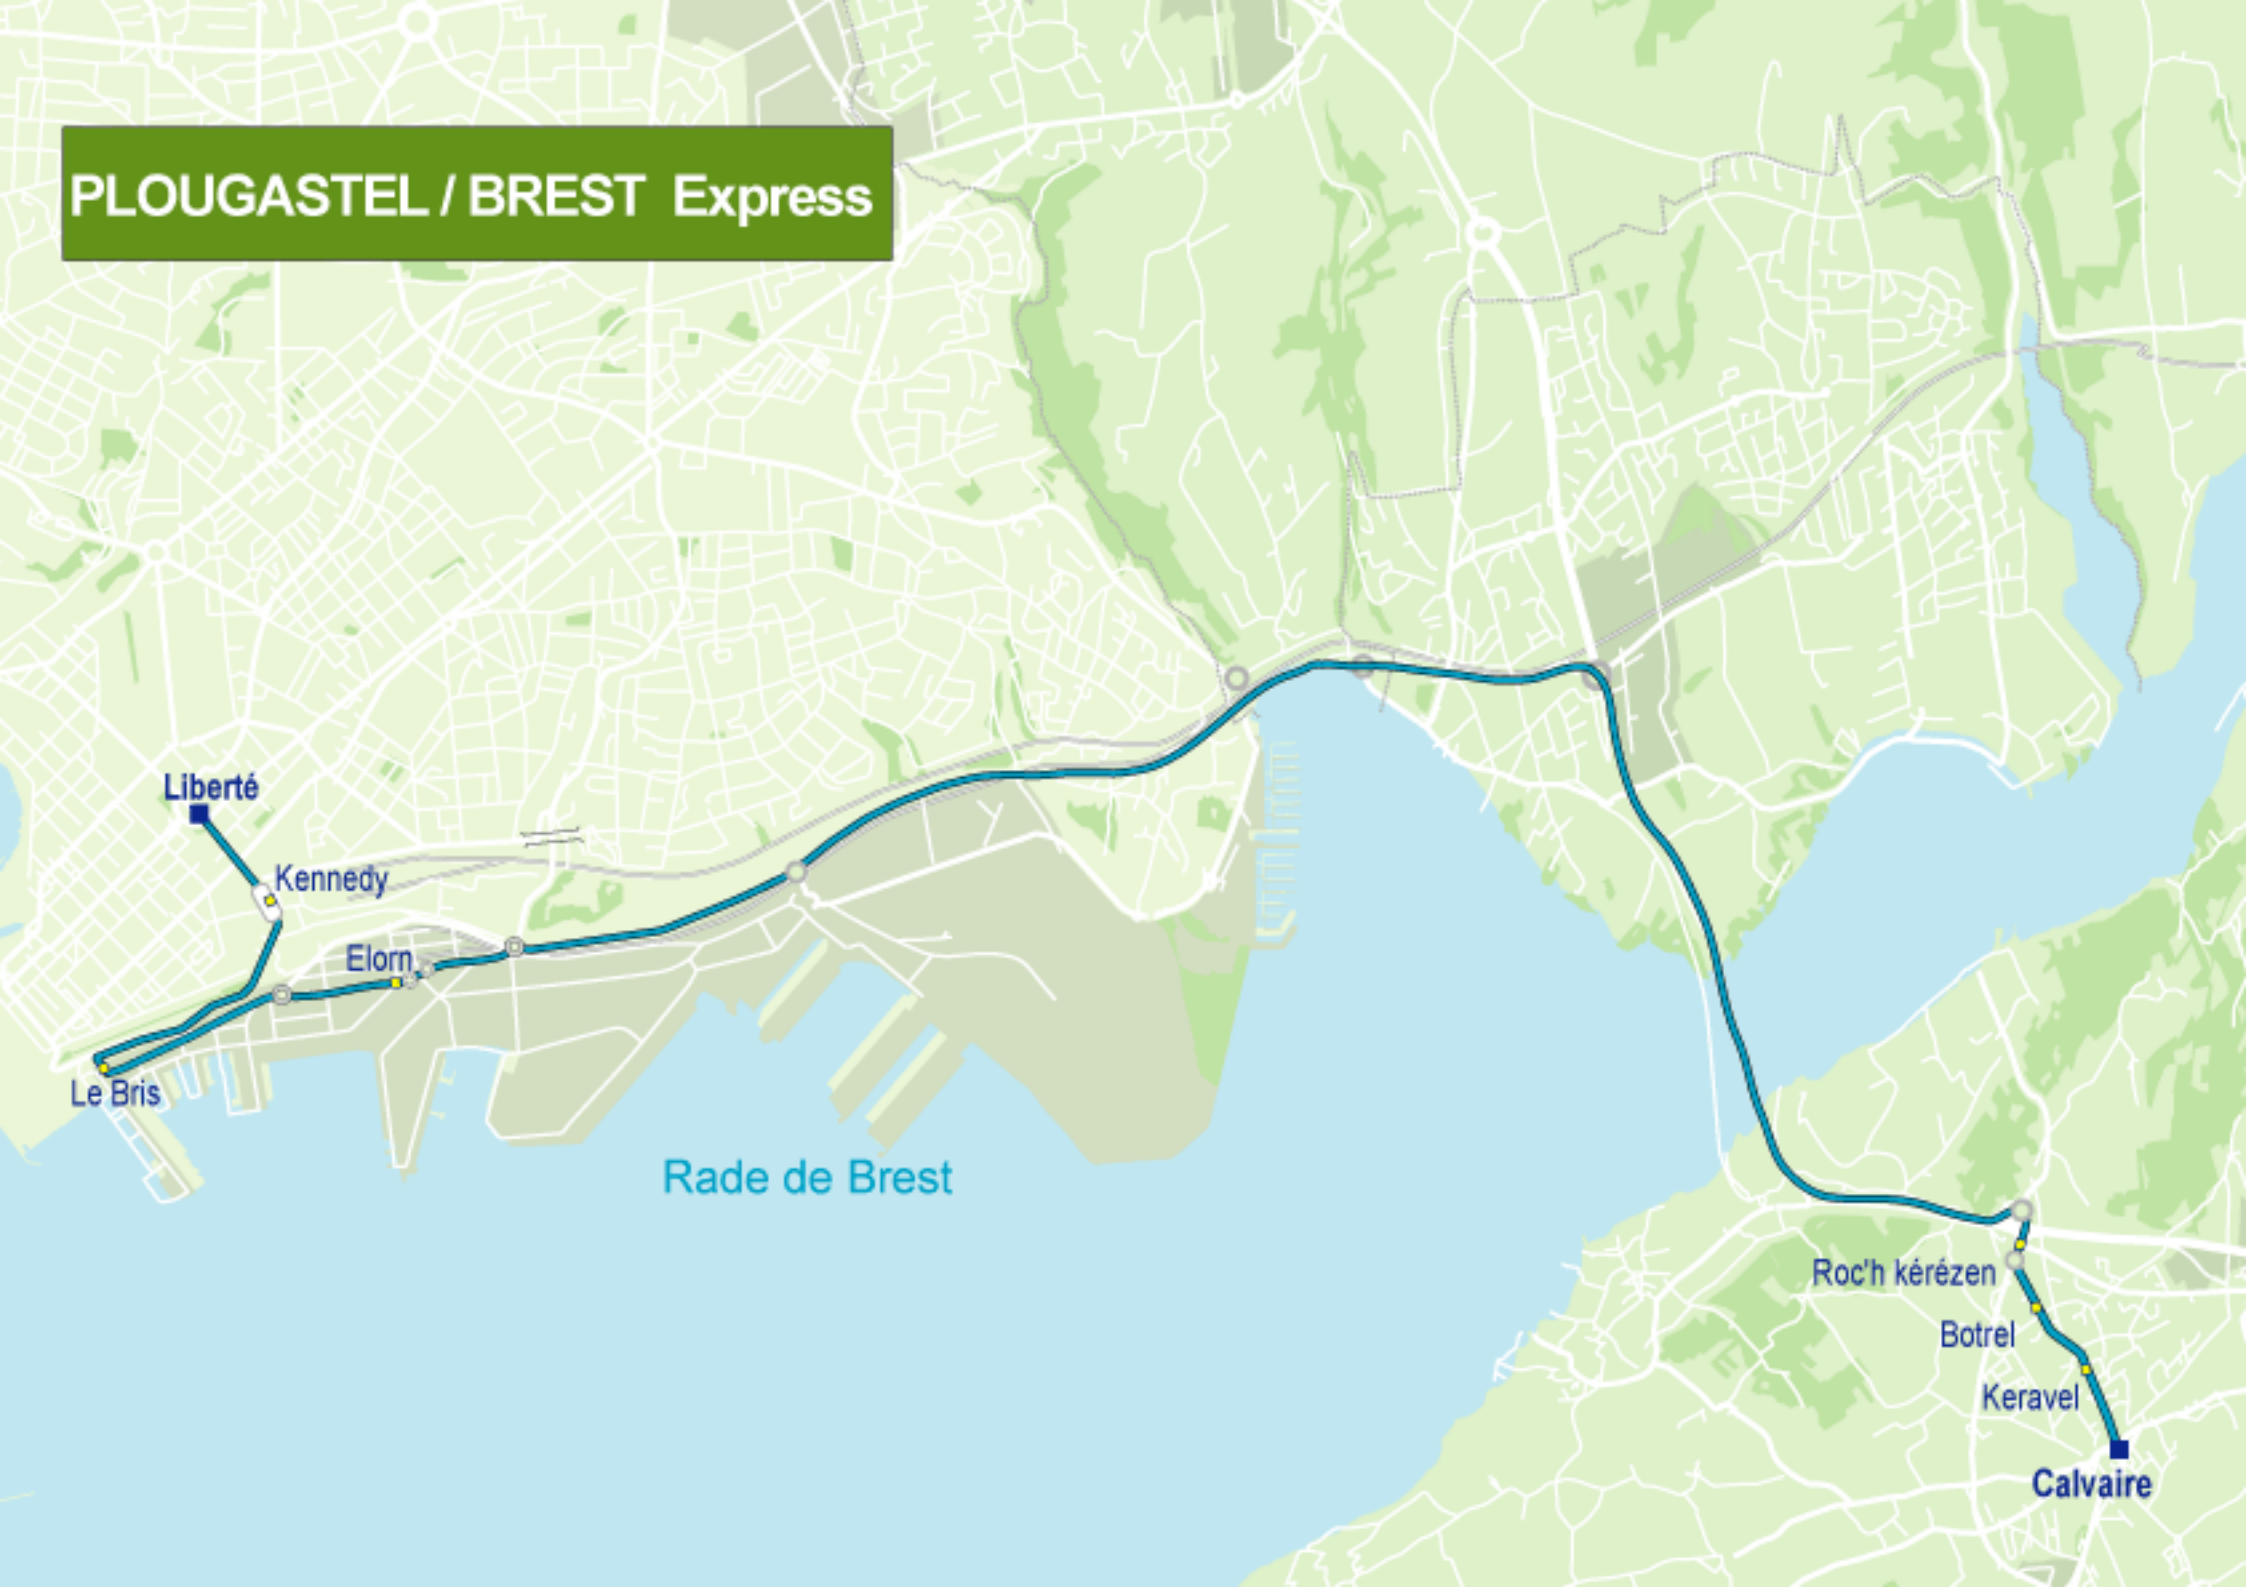 PLOUGASTEL / BREST Express
Liberté
Kennedy
Elorn
Le Bris
Rade de Brest
Roc'h kérézen
Botrel
Keravel
Calvaire